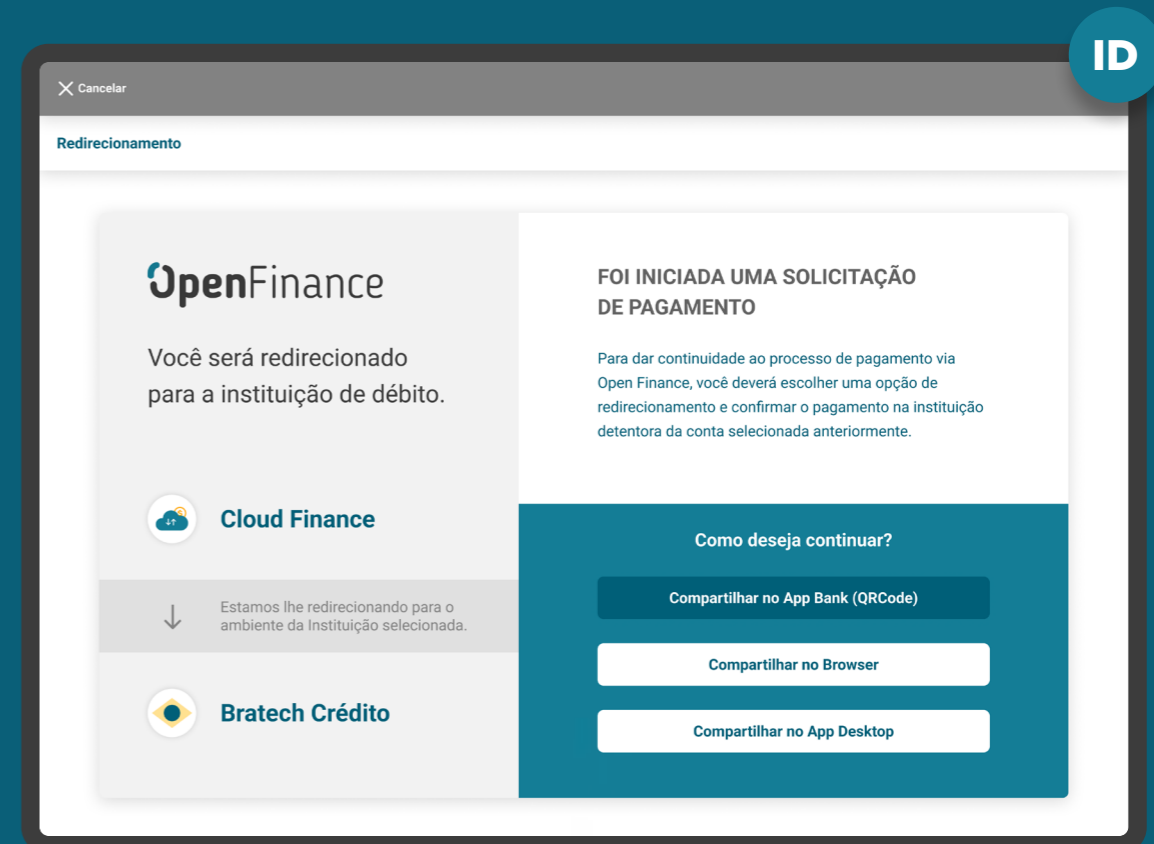 ID
Cancelar
Redirecionamento
OpenFinance
Você será redirecionado
para a instituição de débito.
Cloud Finance
Estamos lhe redirecionando para o
ambiente da Instituição selecionada.
Bratech Crédito
FOI INICIADA UMA SOLICITAÇÃO
DE PAGAMENTO
Para dar continuidade ao processo de pagamento via
Open Finance, você deverá escolher uma opção de
redirecionamento e confirmar o pagamento na instituição
detentora da conta selecionada anteriormente.
Como deseja continuar?
Compartilhar no App Bank (QRCode)
Compartilhar no Browser
Compartilhar no App Desktop